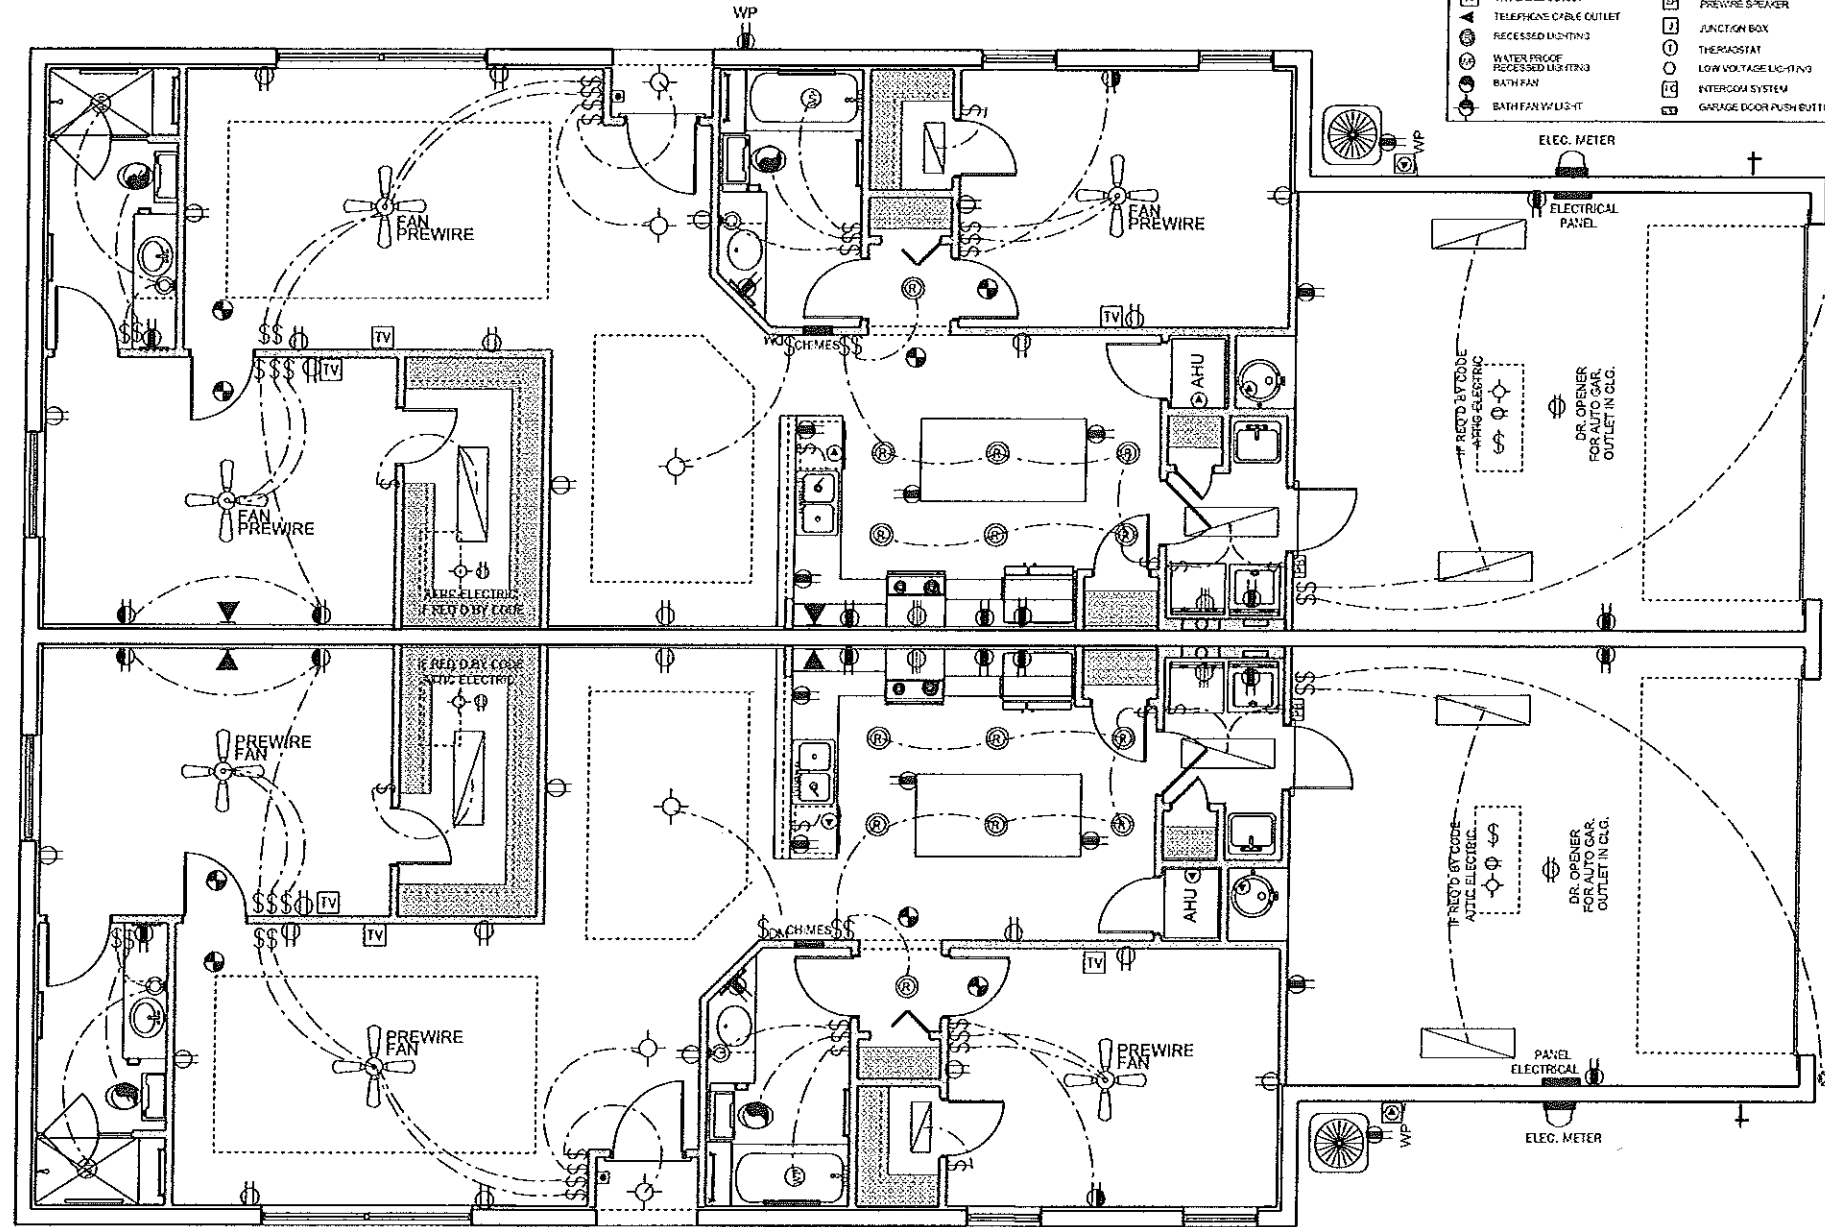 PREWIRE SPEAKER
TELEPHONE CABLE OUTLET
J
JUNCTION BOX
R
RECESSED LIGHTING
T
THERMOSTAT
WATER PROOF
RECESSED LIGHTING
LOW VOLTAGE LIGHTING
BATH FAN
INTERCOM SYSTEM
BATH FAN W/LIGHT
GARAGE DOOR PUSH BUTT
WP
ELEC. METER
WP
ELECTRICAL
PANEL
FAN
PREWIRE
FAN
PREWIRE
TV
TV
TV
CHIMES
R
AHU
IF REQ'D BY CODE
ATTIC ELECTRIC
DR. OPENER
FOR AUTO GAR.
OUTLET IN CLG.
R
R
R
FAN
PREWIRE
R
R
R
ATTIC ELECTRIC
IF REQ'D BY CODE
IF REQ'D BY CODE
ATTIC ELECTRIC
PREWIRE
FAN
R
R
R
R
R
R
IF REQ'D BY CODE
ATTIC ELECTRIC
DR. OPENER
FOR AUTO GAR.
OUTLET IN CLG.
AHU
TV
TV
CHIMES
TV
R
PREWIRE
FAN
PREWIRE
FAN
PANEL
ELECTRICAL
WP
ELEC. METER